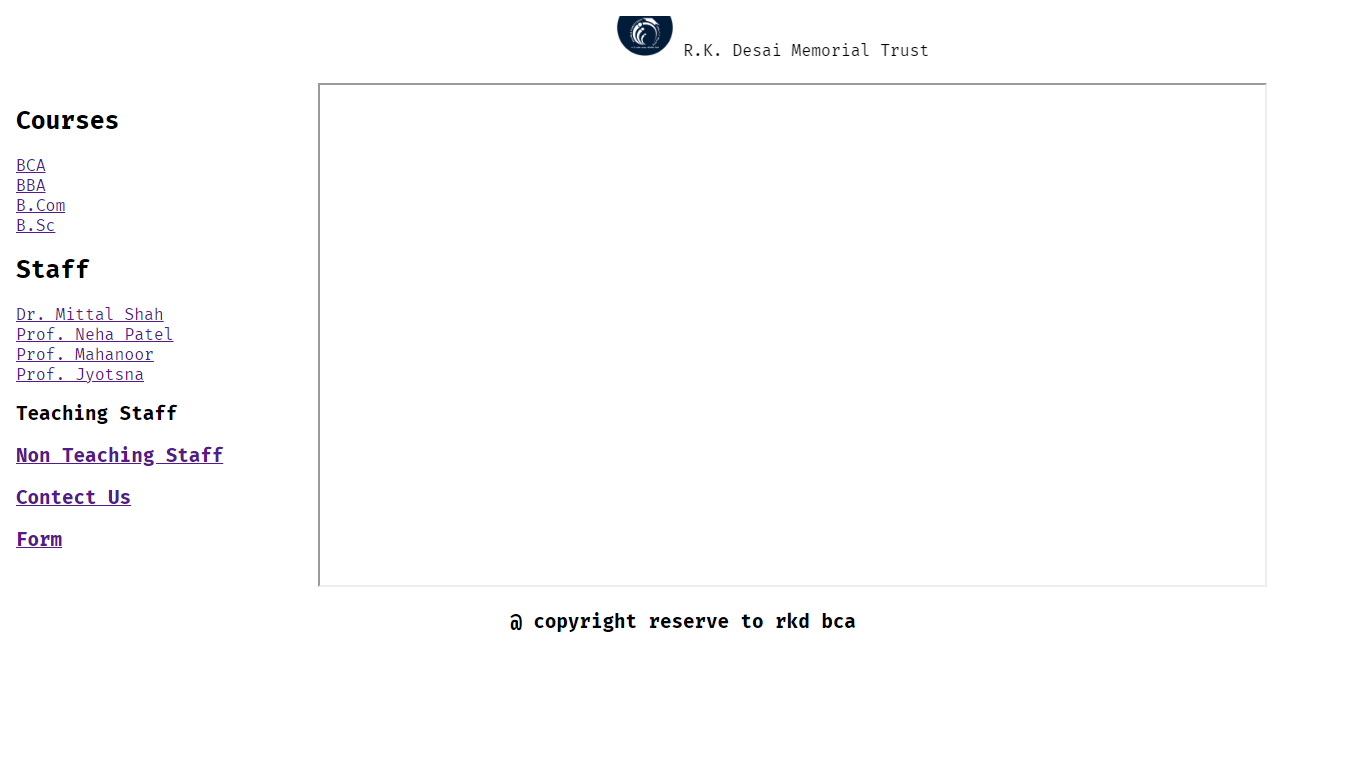 R.K. Desai Memorial Trust
Courses
BCA
BBA
B.Com
B.Sc
Staff
Dr. Mittal Shah
Prof. Neha Patel
Prof. Mahanoor
Prof. Jyotsna
Teaching Staff
Non Teaching Staff
Contect Us
Form
@ copyright reserve to rkd bca